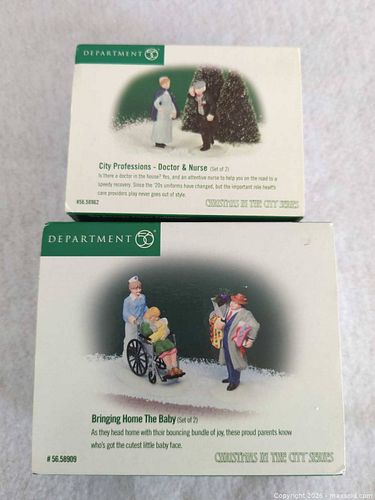 DEPARTMENT 56
City Professions - Doctor & Nurse (Set of 2)
Is there a doctor in the house? Yes, and an attentive nurse to help you on the road to a
speedy recovery. Since the '20s uniforms have changed, but the important role health
care providers play never goes out of style.
#56.58962
CHRISTMAS IN THE CITY SERIES
DEPARTMENT 56
Bringing Home The Baby (Set of 2)
As they head home with their bouncing bundle of joy, these proud parents know
who's got the cutest little baby face.
# 56.58909
CHRISTMAS IN THE CITY SERIES
Copyright 2026 - maxsold.com